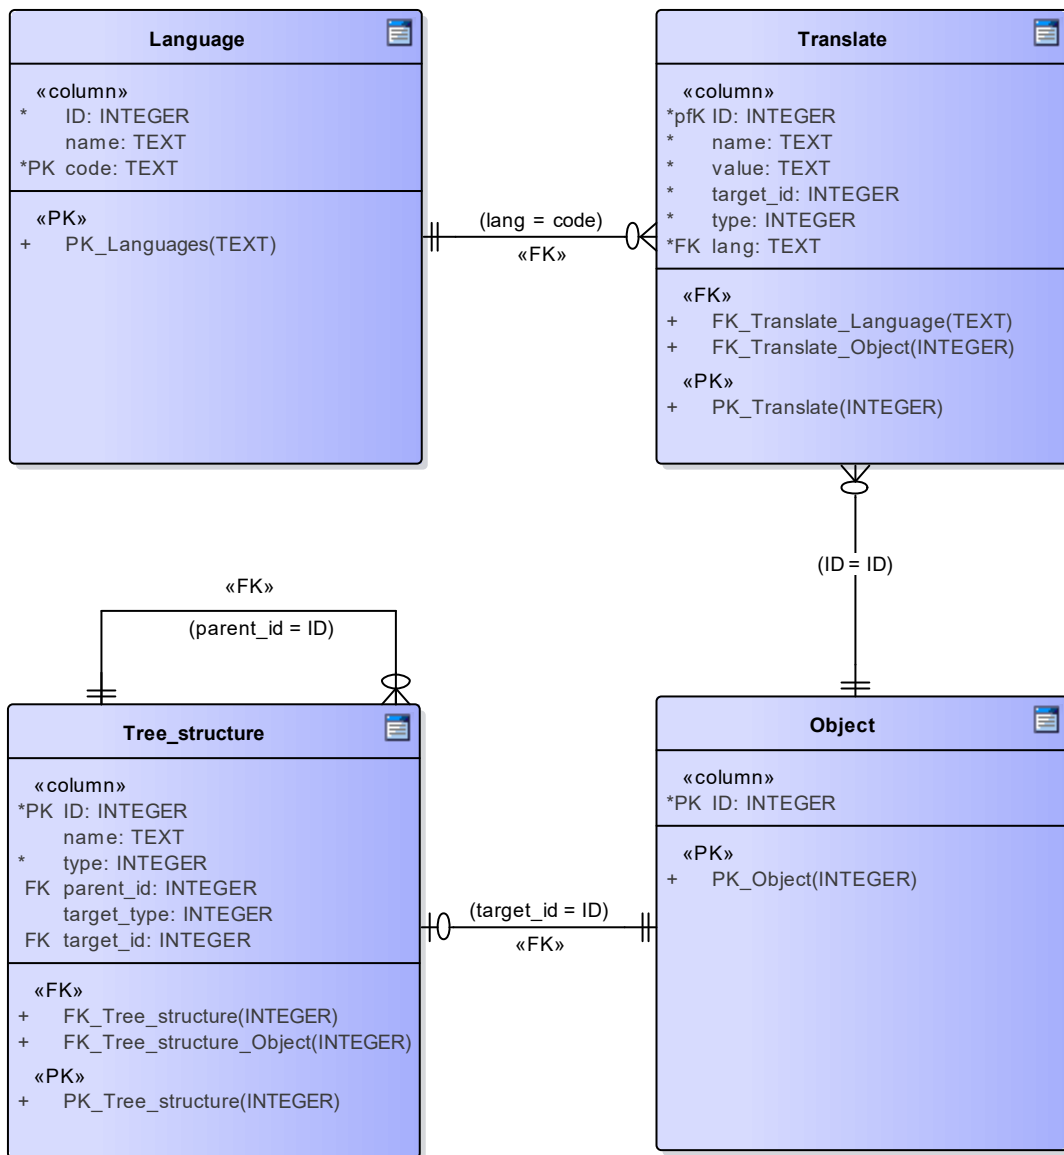 Language
«column»
* ID: INTEGER
name: TEXT
*PK code: TEXT
«PK»
+ PK_Languages(TEXT)
(lang = code)
«FK»
Translate
«column»
*pfK ID: INTEGER
* name: TEXT
* value: TEXT
* target_id: INTEGER
* type: INTEGER
*FK lang: TEXT
«FK»
+ FK_Translate_Language(TEXT)
+ FK_Translate_Object(INTEGER)
«PK»
+ PK_Translate(INTEGER)
(ID = ID)
«FK»
(parent_id = ID)
Tree_structure
«column»
*PK ID: INTEGER
name: TEXT
* type: INTEGER
FK parent_id: INTEGER
target_type: INTEGER
FK target_id: INTEGER
«FK»
+ FK_Tree_structure(INTEGER)
+ FK_Tree_structure_Object(INTEGER)
«PK»
+ PK_Tree_structure(INTEGER)
(target_id = ID)
«FK»
Object
«column»
*PK ID: INTEGER
«PK»
+ PK_Object(INTEGER)